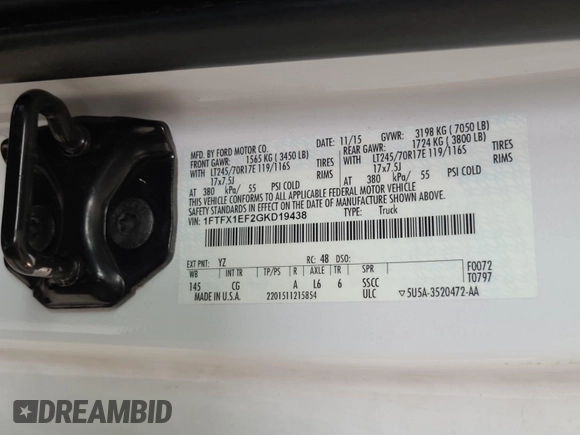 MFD. BY FORD MOTOR CO. 11/15 GVWR: 3198 KG (7050 LB)
FRONT GAWR: 1565 KG (3450 LB) REAR GAWR: 1724 KG (3800 LB)
WITH LT245/70R17E 119/116S TIRES WITH LT245/70R17E 119/116S TIRES
17x7.5J RIMS 17x7.5J RIMS
AT 380 kPa/ 55 PSI COLD AT 380 kPa/ 55 PSI COLD
THIS VEHICLE CONFORMS TO ALL APPLICABLE FEDERAL MOTOR VEHICLE
SAFETY AND THEFT PREVENTION STANDARDS IN EFFECT ON THE DATE OF MANUFACTURE SHOWN ABOVE.
VIN: 1FTFX1EF2GKD19438 TYPE: Truck
EXT PNT: YZ RC: 48 DSO: F0072
WB INT TR TP/PS R AXLE TR SPR T0797
145 CG A L6 6 SSCC
MADE IN U.S.A. 2201511215854 ULC ▽5U5A-3520472-AA
DREAMBID